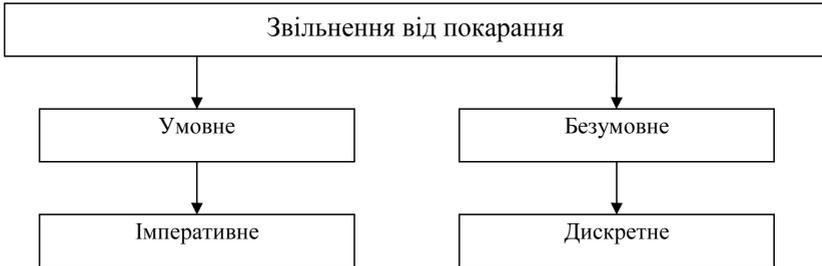 Звільнення від покарання
Умовне
Безумовне
Імперативне
Дискретне